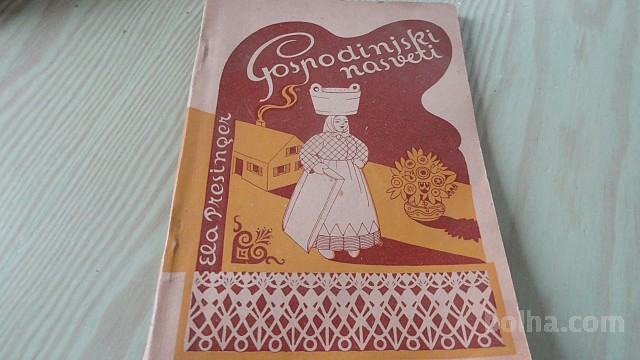 Gospodinjski
nasveti
Ela Presinger
bolha.com